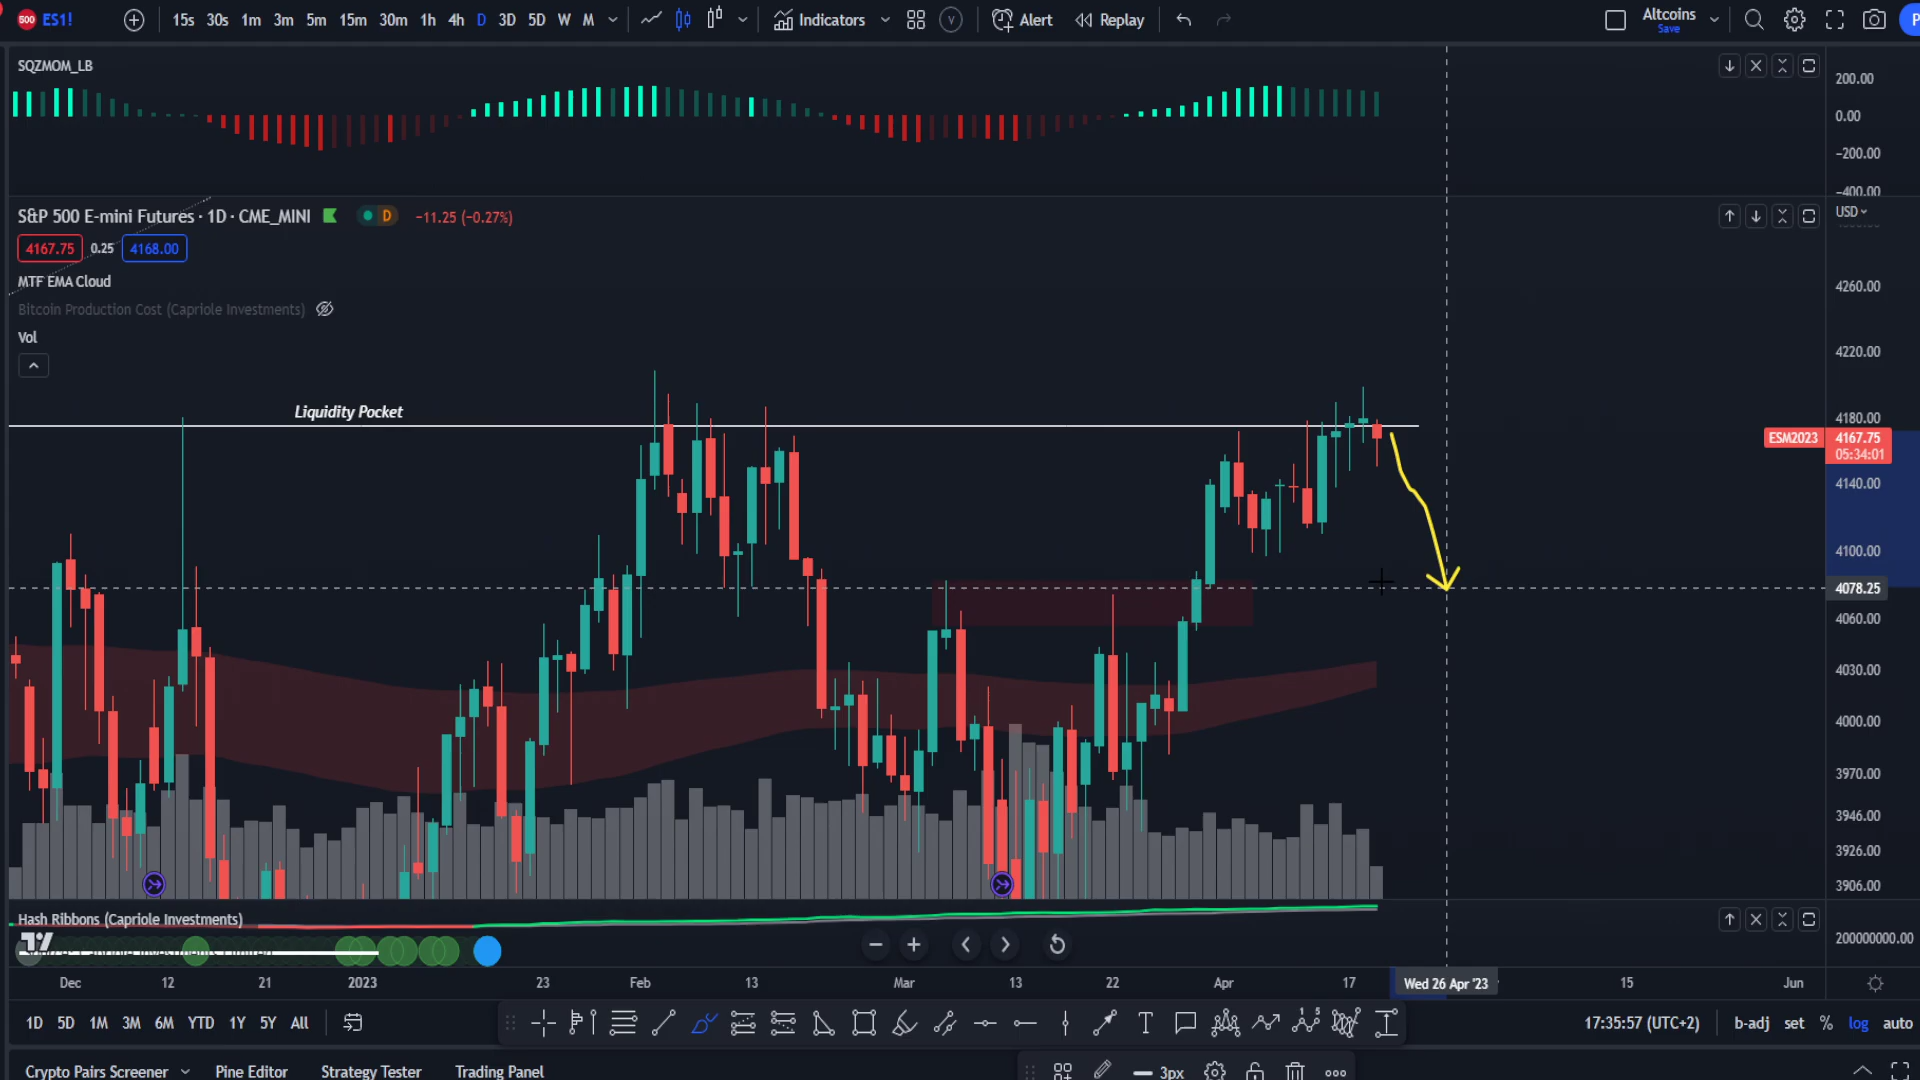 500 ES1! 15s 30s 1m 3m 5m 15m 30m 1h 4h D 3D 5D W M Indicators V Alert Replay Altcoins P
Save
SQZMOM_LB
200.00
0.00
−200.00
−400.00
S&P 500 E-mini Futures · 1D · CME_MINI D −11.25 (−0.27%) USD
4167.75 0.25 4168.00
MTF EMA Cloud
4260.00
Bitcoin Production Cost (Capriole Investments)
Vol
4220.00
Liquidity Pocket
4180.00
ESM2023 4167.75
05:34:01
4140.00
4100.00
4078.25
4060.00
4030.00
4000.00
3970.00
3946.00
3926.00
3906.00
Hash Ribbons (Capriole Investments)
200000000.00
Source: Capriole Investments Limited
Dec 12 21 2023 23 Feb 13 Mar 13 22 Apr 17 Wed 26 Apr '23 15 Jun
1D 5D 1M 3M 6M YTD 1Y 5Y All T 17:35:57 (UTC+2) b-adj set % log auto
Crypto Pairs Screener Pine Editor Strategy Tester Trading Panel 3px